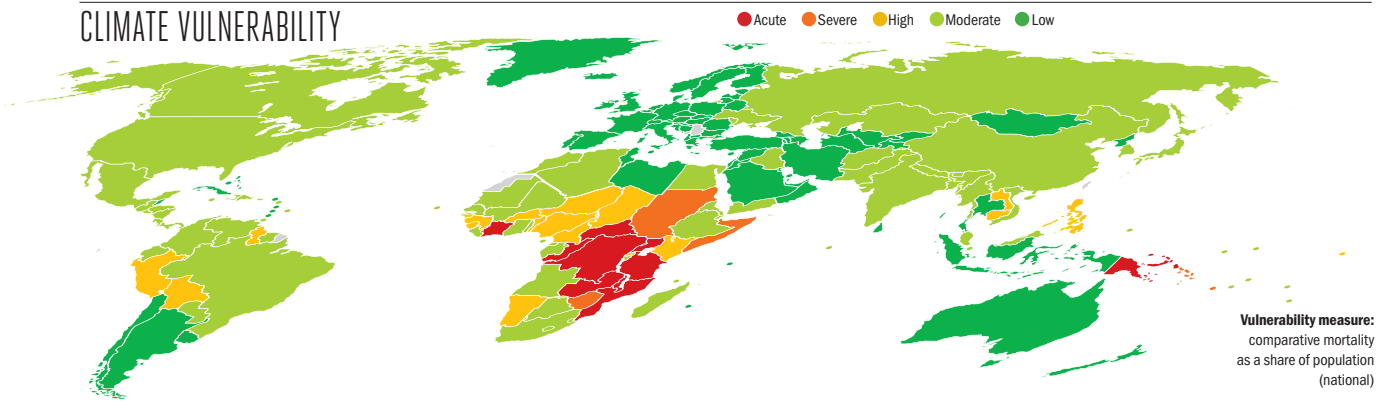 CLIMATE VULNERABILITY
Acute Severe High Moderate Low
Vulnerability measure:
comparative mortality
as a share of population
(national)